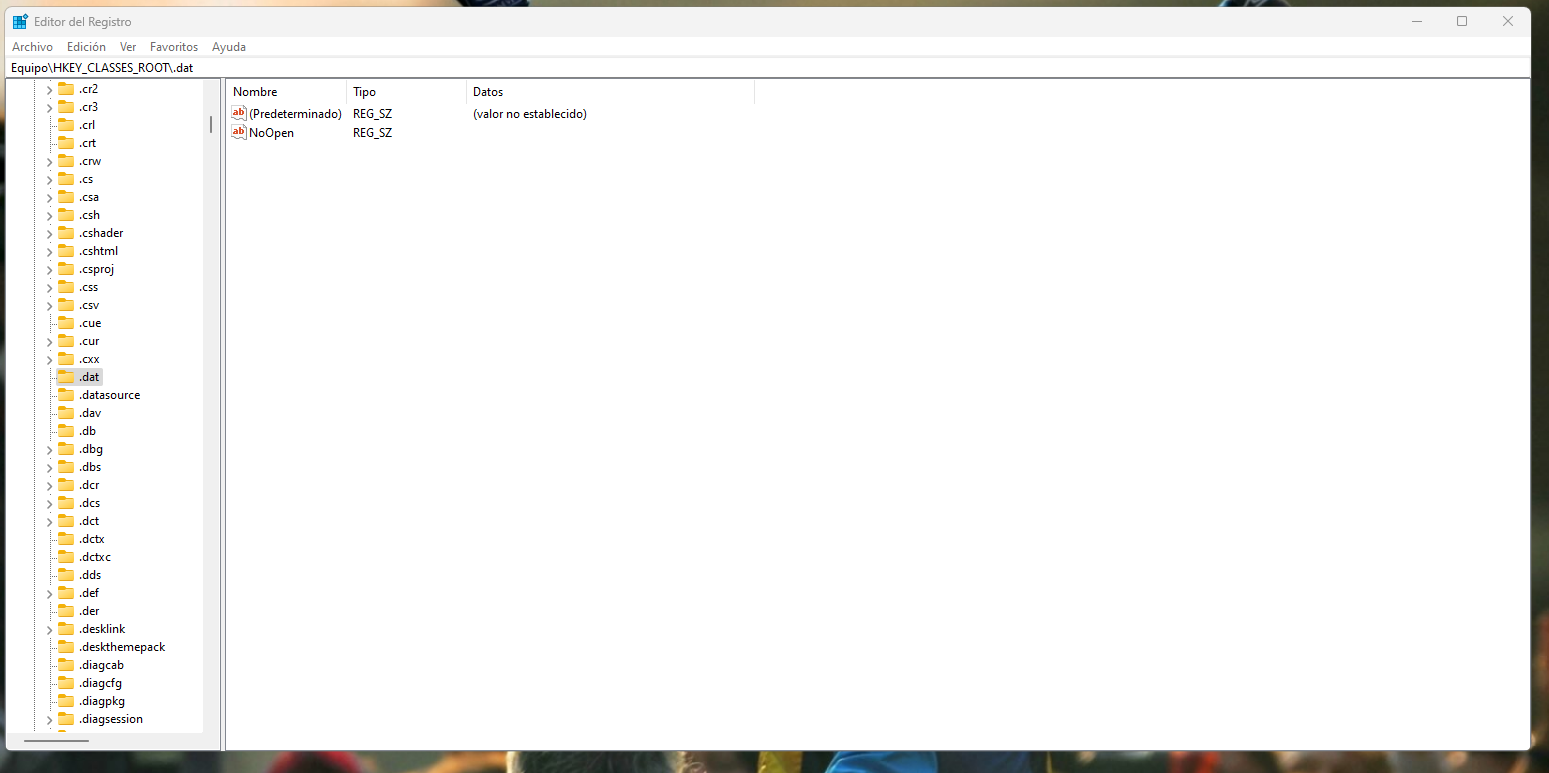 Editor del Registro
Archivo Edición Ver Favoritos Ayuda
Equipo\HKEY_CLASSES_ROOT\.dat
.cr2
.cr3
.crl
.crt
.crw
.cs
.csa
.csh
.cshader
.cshtml
.csproj
.css
.csv
.cue
.cur
.cxx
.dat
.datasource
.dav
.db
.dbg
.dbs
.dcr
.dcs
.dct
.dctx
.dctxc
.dds
.def
.der
.desklink
.deskthemepack
.diagcab
.diagcfg
.diagpkg
.diagsession
Nombre Tipo Datos
ab (Predeterminado) REG_SZ (valor no establecido)
ab NoOpen REG_SZ